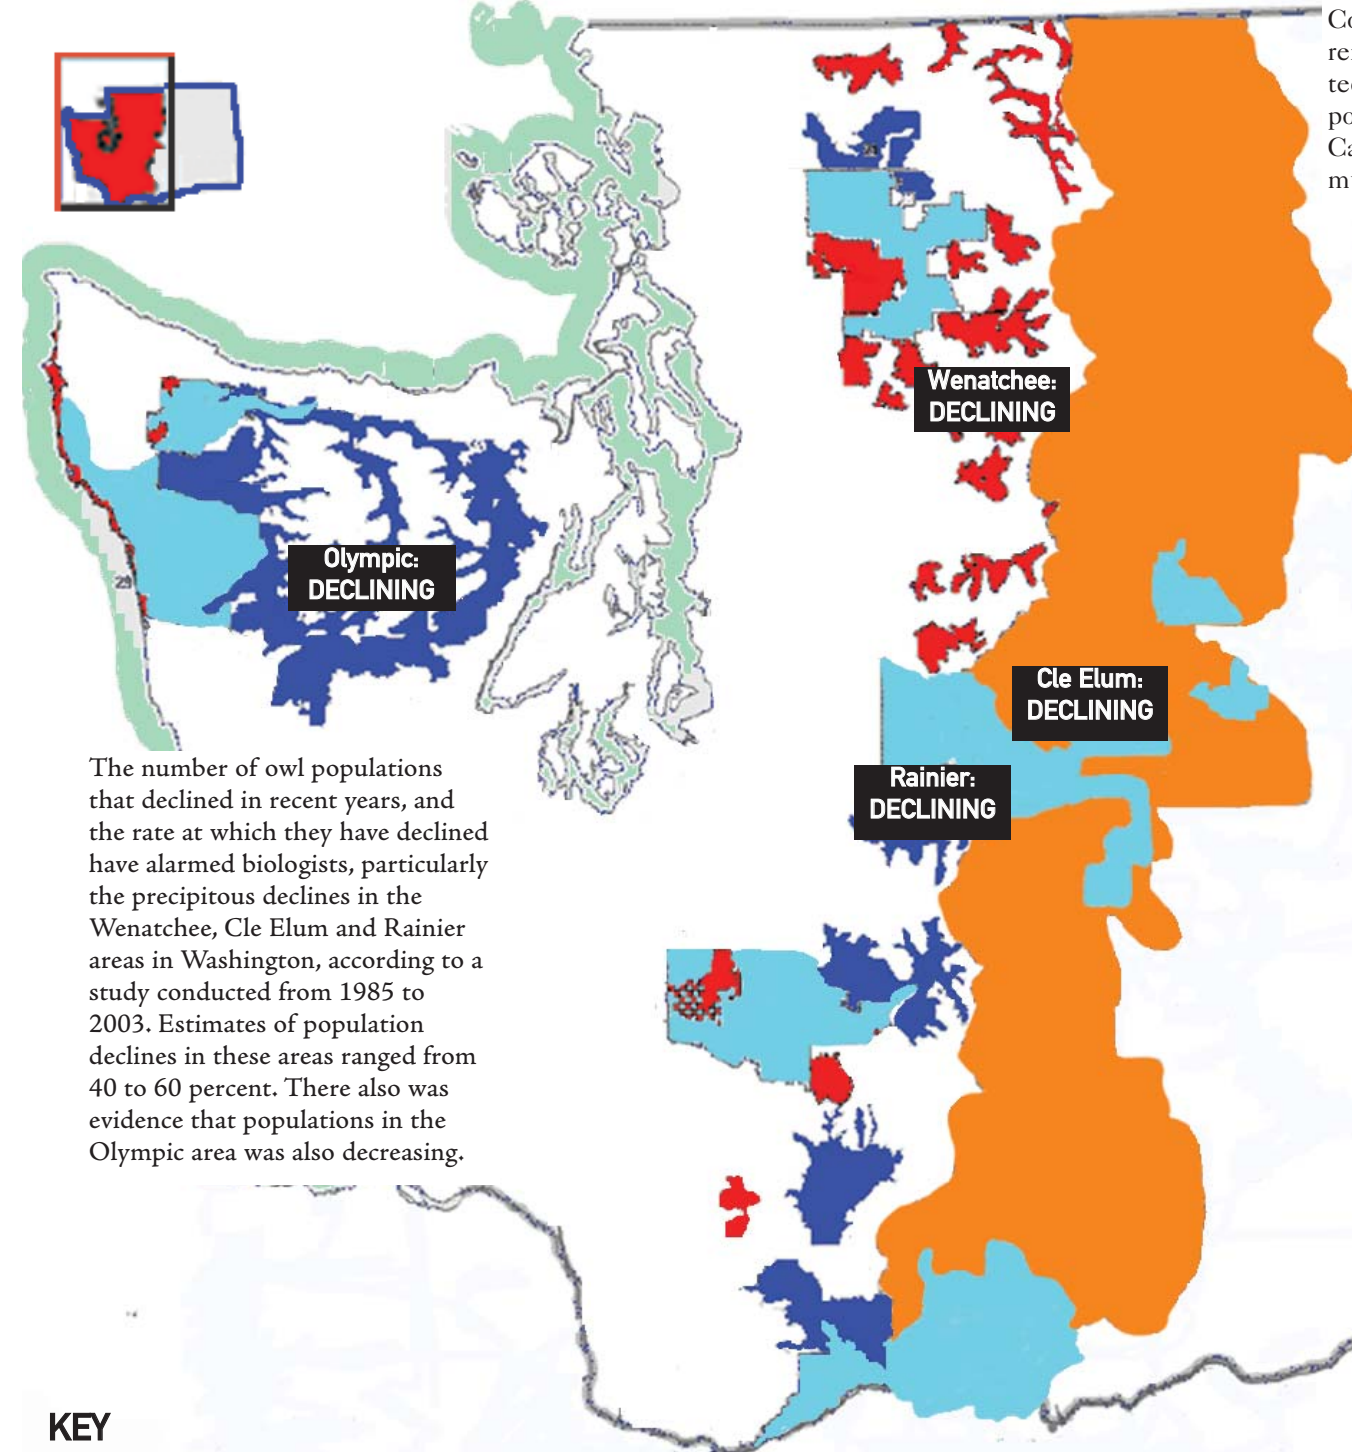 Wenatchee:
DECLINING
Olympic:
DECLINING
Cle Elum:
DECLINING
Rainier:
DECLINING
The number of owl populations
that declined in recent years, and
the rate at which they have declined
have alarmed biologists, particularly
the precipitous declines in the
Wenatchee, Cle Elum and Rainier
areas in Washington, according to a
study conducted from 1985 to
2003. Estimates of population
declines in these areas ranged from
40 to 60 percent. There also was
evidence that populations in the
Olympic area was also decreasing.
KEY